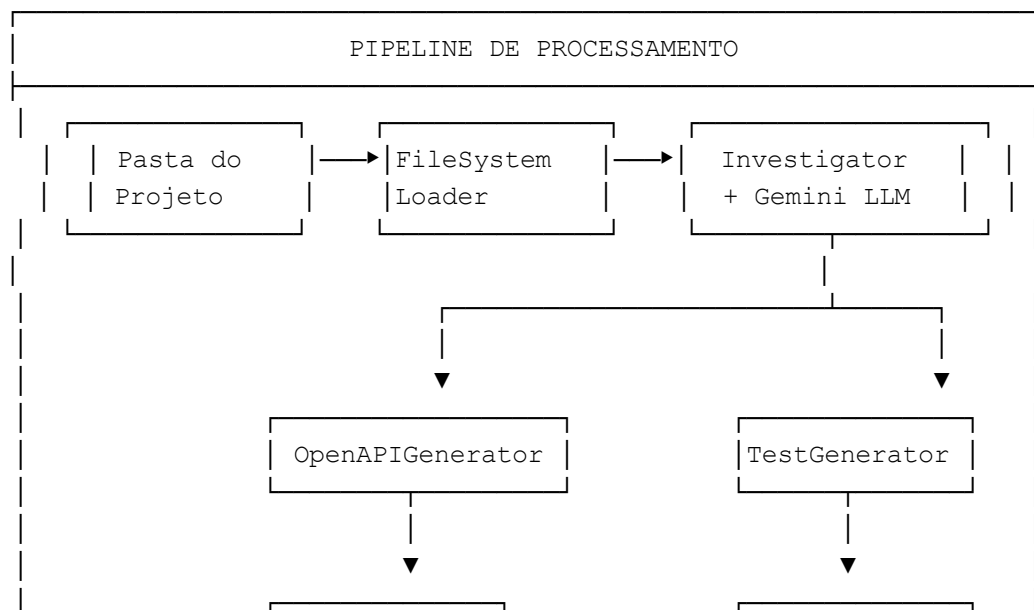 PIPELINE DE PROCESSAMENTO
Pasta do
Projeto
FileSystem
Loader
Investigator
+ Gemini LLM
OpenAPIGenerator
TestGenerator